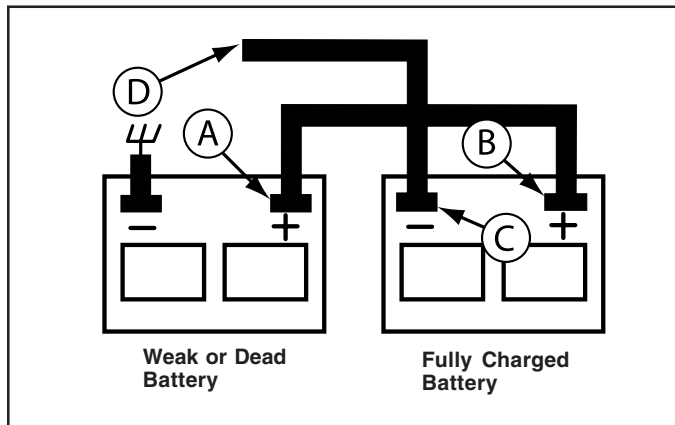 D
A
B
C
− + − +
Weak or Dead
Battery
Fully Charged
Battery